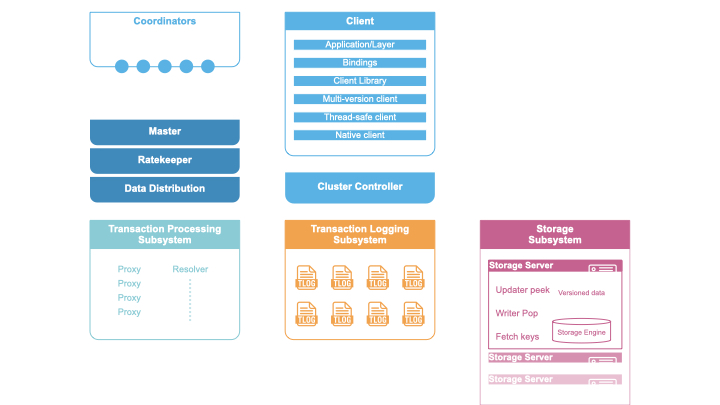 Coordinators
Client
Application/Layer
Bindings
Client Library
Multi-version client
Thread-safe client
Native client
Master
Ratekeeper
Data Distribution
Cluster Controller
Transaction Processing
Subsystem
Proxy
Resolver
Proxy
Proxy
Proxy
Transaction Logging
Subsystem
TLOG
TLOG
TLOG
TLOG
TLOG
TLOG
TLOG
TLOG
Storage
Subsystem
Storage Server
Updater peek
Versioned data
Writer Pop
Fetch keys
Storage Engine
Storage Server
Storage Server